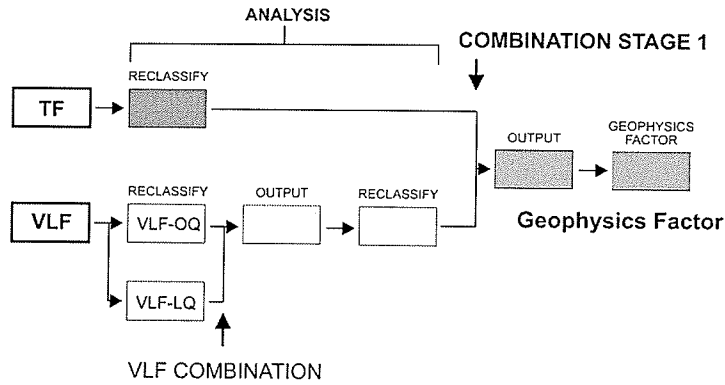 ANALYSIS
COMBINATION STAGE 1
RECLASSIFY
TF
OUTPUT
GEOPHYSICS
FACTOR
RECLASSIFY
OUTPUT
RECLASSIFY
VLF
VLF-OQ
Geophysics Factor
VLF-LQ
VLF COMBINATION